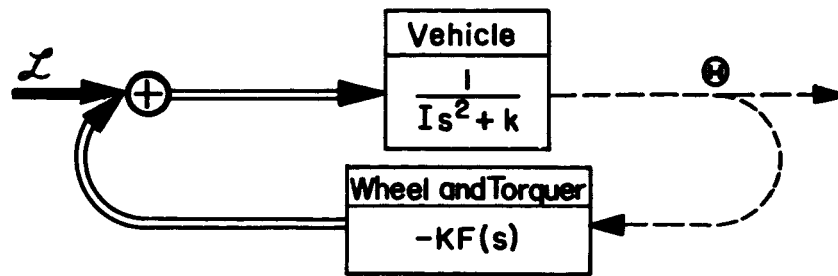 Vehicle
ℒ
+
1
Is²+k
Θ
Wheel and Torquer
-KF(s)